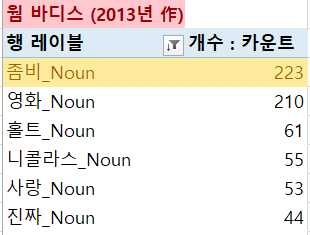 웜 바디스 (2013년 作)
행 레이블 개수 : 카운트
좀비_Noun 223
영화_Noun 210
홀트_Noun 61
니콜라스_Noun 55
사랑_Noun 53
진짜_Noun 44